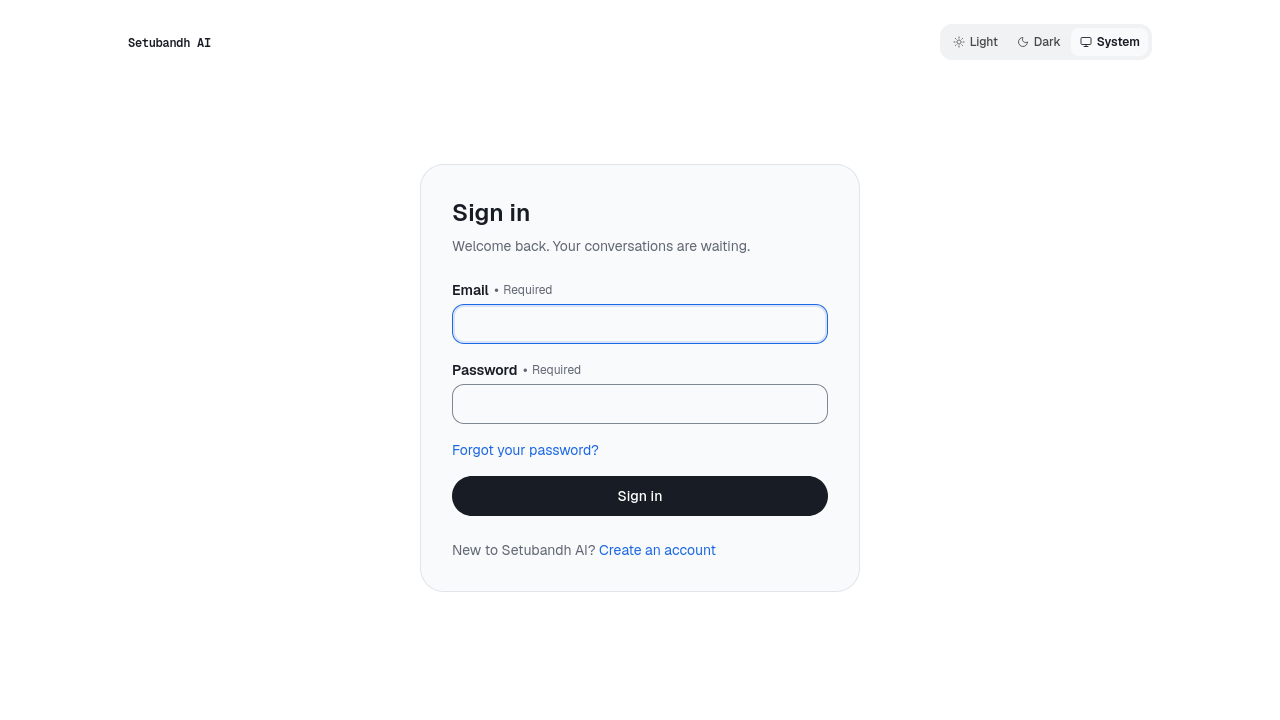 Setubandh AI
Light
Dark
System
Sign in
Welcome back. Your conversations are waiting.
Email • Required
Password • Required
Forgot your password?
Sign in
New to Setubandh AI? Create an account